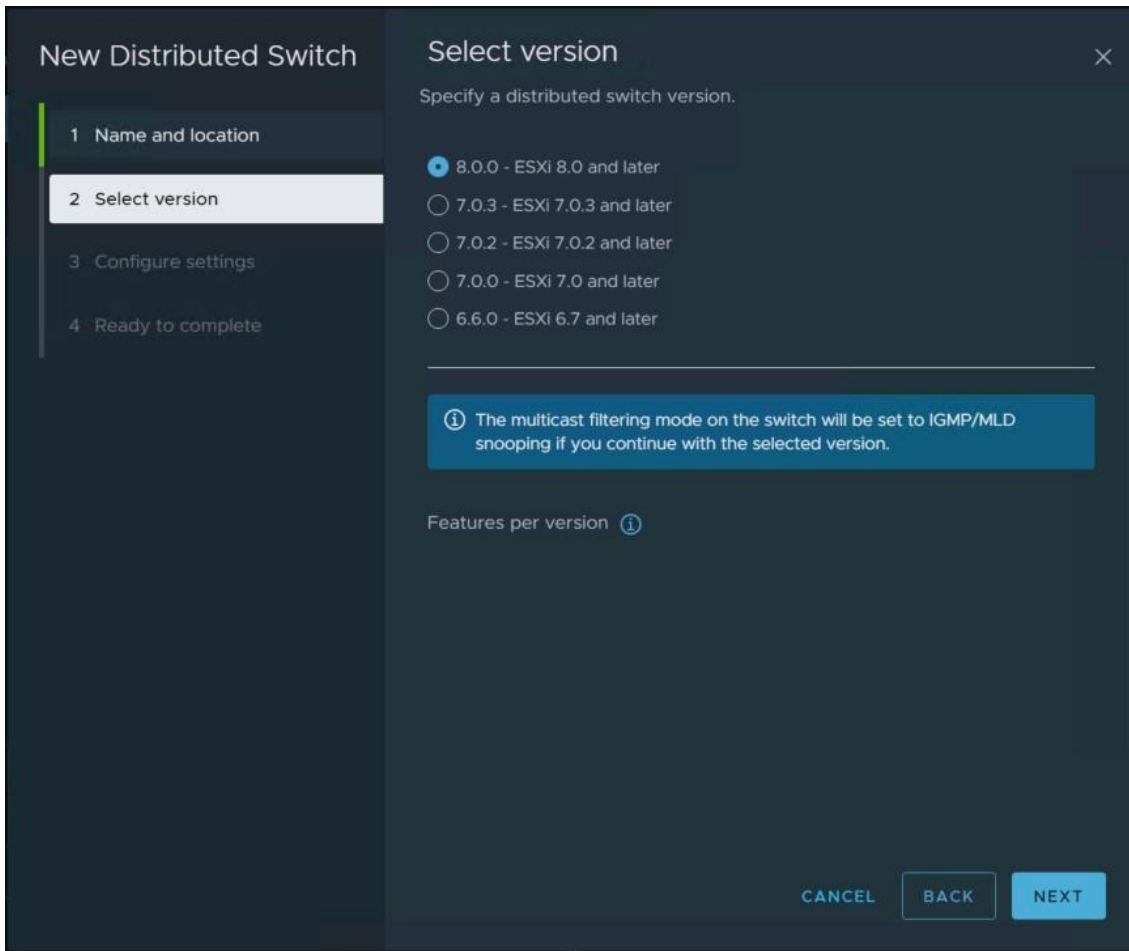 New Distributed Switch
1 Name and location
2 Select version
3 Configure settings
4 Ready to complete
Select version
Specify a distributed switch version.
8.0.0 - ESXi 8.0 and later
7.0.3 - ESXi 7.0.3 and later
7.0.2 - ESXi 7.0.2 and later
7.0.0 - ESXi 7.0 and later
6.6.0 - ESXi 6.7 and later
The multicast filtering mode on the switch will be set to IGMP/MLD
snooping if you continue with the selected version.
Features per version
CANCEL BACK NEXT